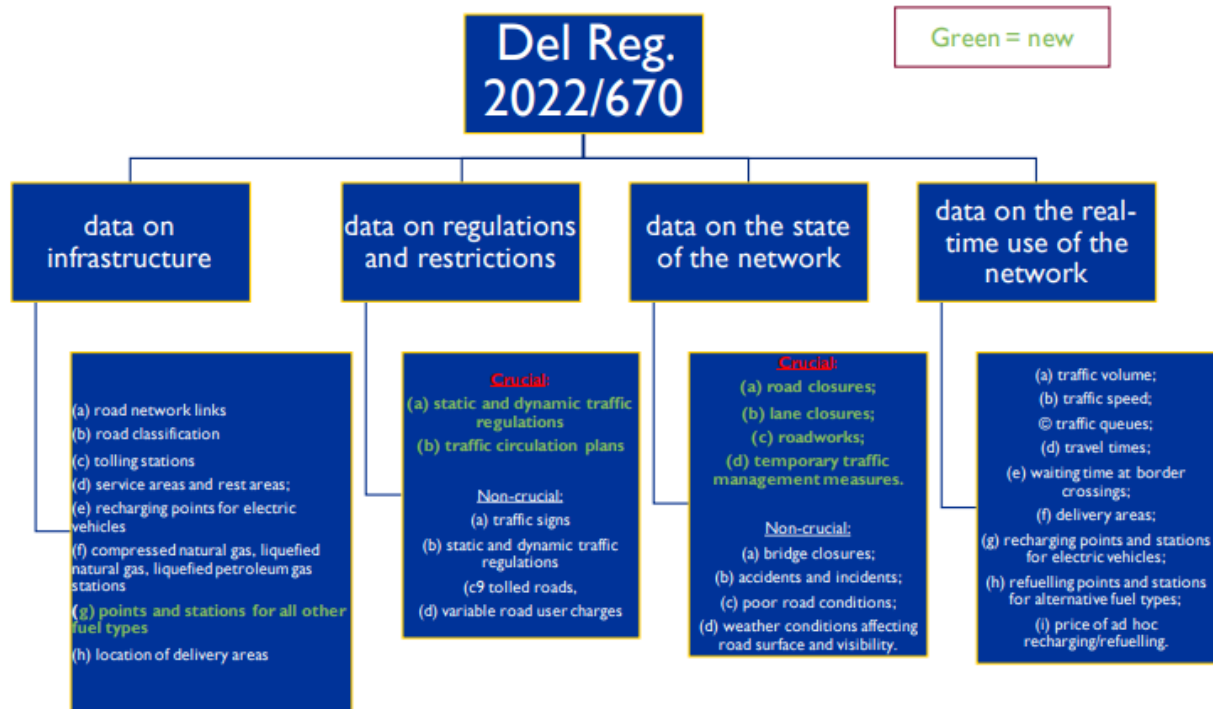 Del Reg.
2022/670
Green = new
data on
infrastructure
data on regulations
and restrictions
data on the state
of the network
data on the real-
time use of the
network
(a) road network links
(b) road classification
(c) tolling stations
(d) service areas and rest areas;
(e) recharging points for electric
vehicles
(f) compressed natural gas, liquefied
natural gas, liquefied petroleum gas
stations
(g) points and stations for all other
fuel types
(h) location of delivery areas
Crucial:
(a) static and dynamic traffic
regulations
(b) traffic circulation plans
Non-crucial:
(a) traffic signs
(b) static and dynamic traffic
regulations
(c9 tolled roads,
(d) variable road user charges
Crucial:
(a) road closures;
(b) lane closures;
(c) roadworks;
(d) temporary traffic
management measures.
Non-crucial:
(a) bridge closures;
(b) accidents and incidents;
(c) poor road conditions;
(d) weather conditions affecting
road surface and visibility.
(a) traffic volume;
(b) traffic speed;
© traffic queues;
(d) travel times;
(e) waiting time at border
crossings;
(f) delivery areas;
(g) recharging points and stations
for electric vehicles;
(h) refuelling points and stations
for alternative fuel types;
(i) price of ad hoc
recharging/refuelling.